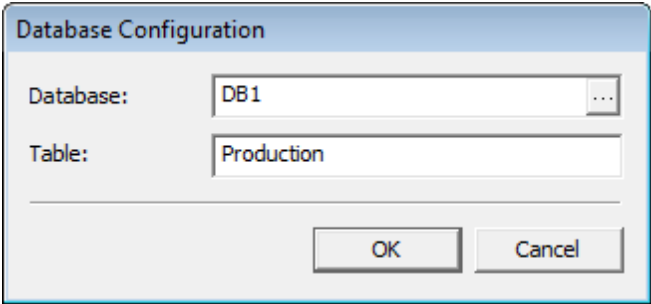 Database Configuration
Database: DB1 ...
Table: Production
OK Cancel